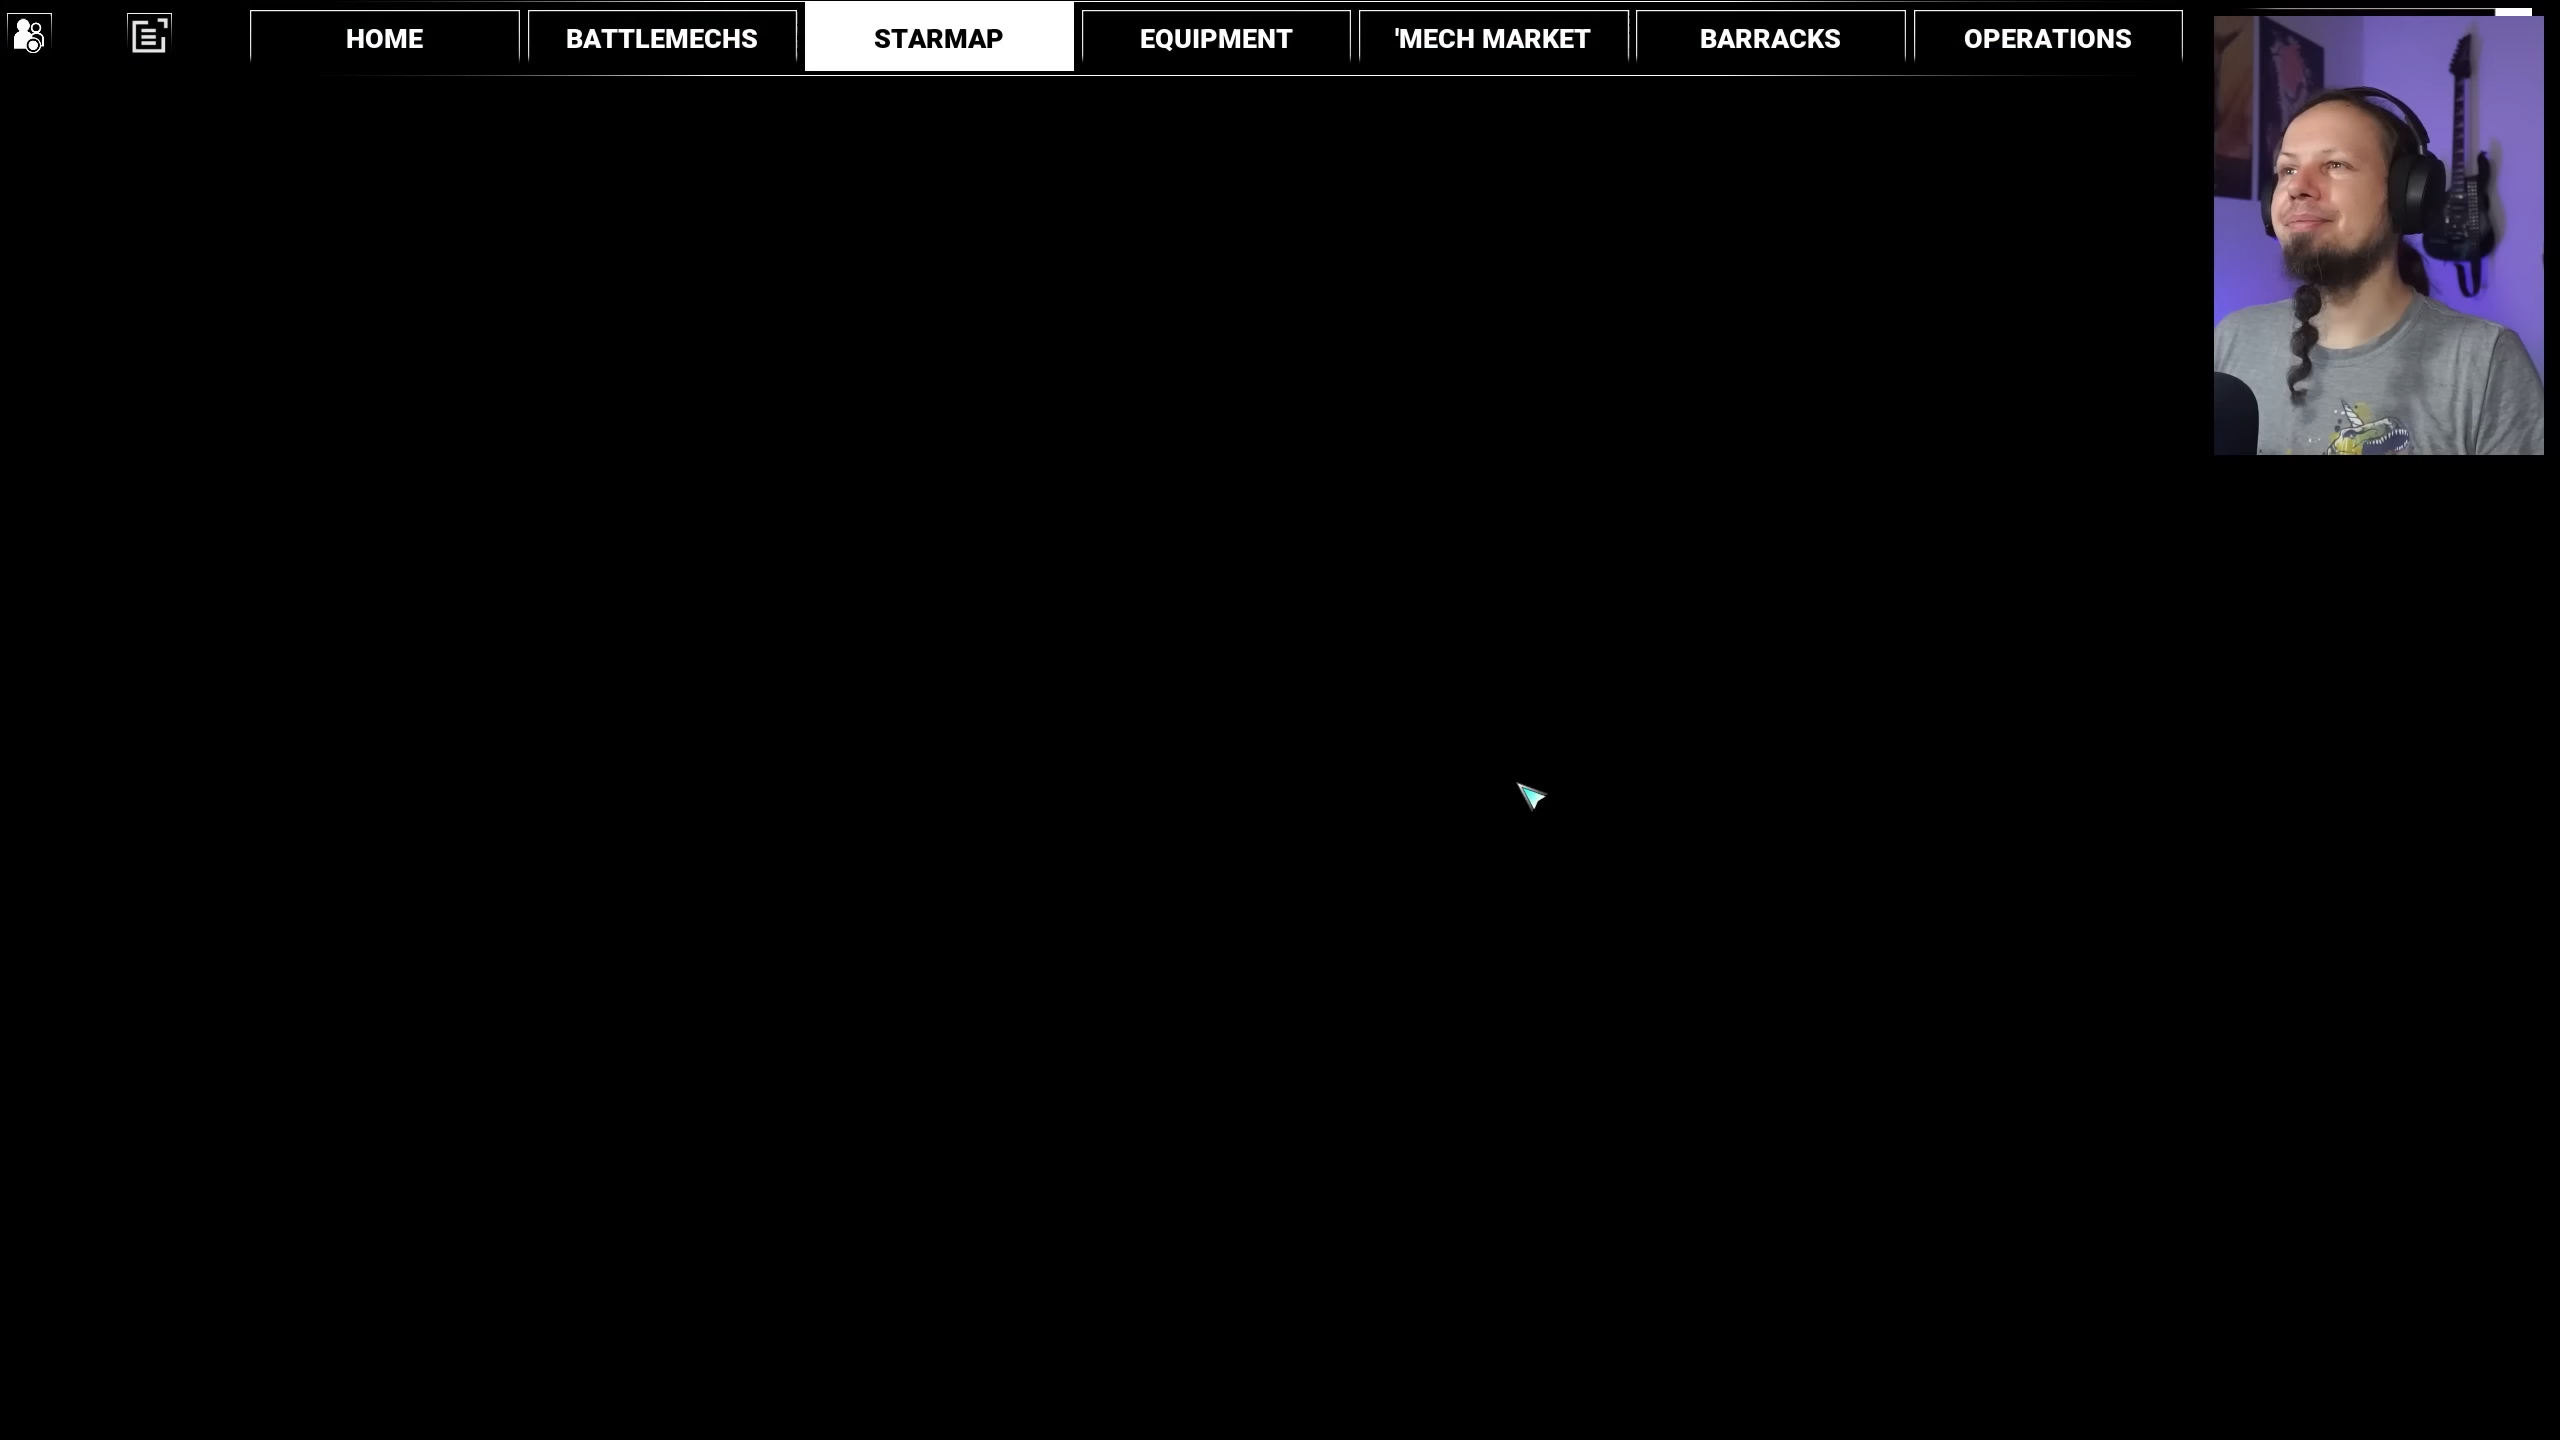 HOME
BATTLEMECHS
STARMAP
EQUIPMENT
'MECH MARKET
BARRACKS
OPERATIONS